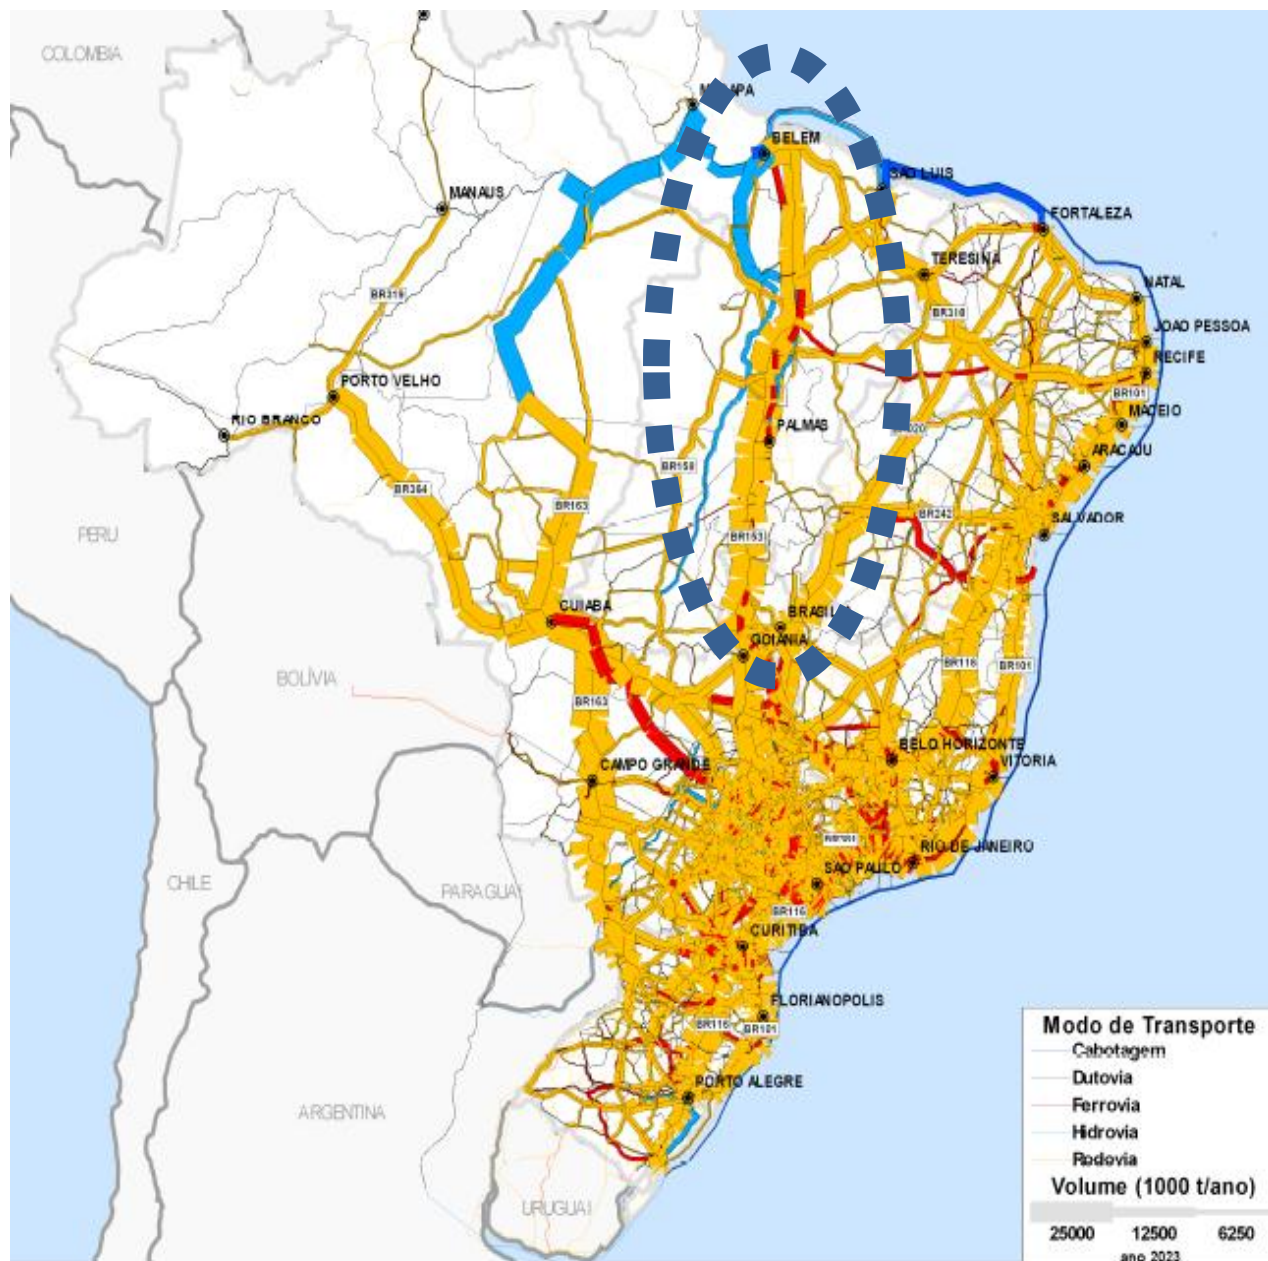 COLOMBIA
BELEM
MANAUS
SAO LUIS
FORTALEZA
TERESINA
NATAL
BR319
BR316
JOAO PESSOA
RECIFE
PORTO VELHO
BR101
MACEIO
RIO BRANCO
PALMAS
ARACAJU
BR158
BR364
BR163
BR242
SALVADOR
PERU
BR153
CUIABA
GOIANIA
BR116
BR101
BOLÍVIA
BR163
BELO HORIZONTE
VITORIA
CAMPO GRANDE
RIO DE JANEIRO
SAO PAULO
CHILE
PARAGUAI
BR116
CURITIBA
FLORIANOPOLIS
BR116
BR101
PORTO ALEGRE
ARGENTINA
URUGUAI
Modo de Transporte
Cabotagem
Dutovia
Ferrovia
Hidrovia
Rodovia
Volume (1000 t/ano)
25000 12500 6250
ano 2023